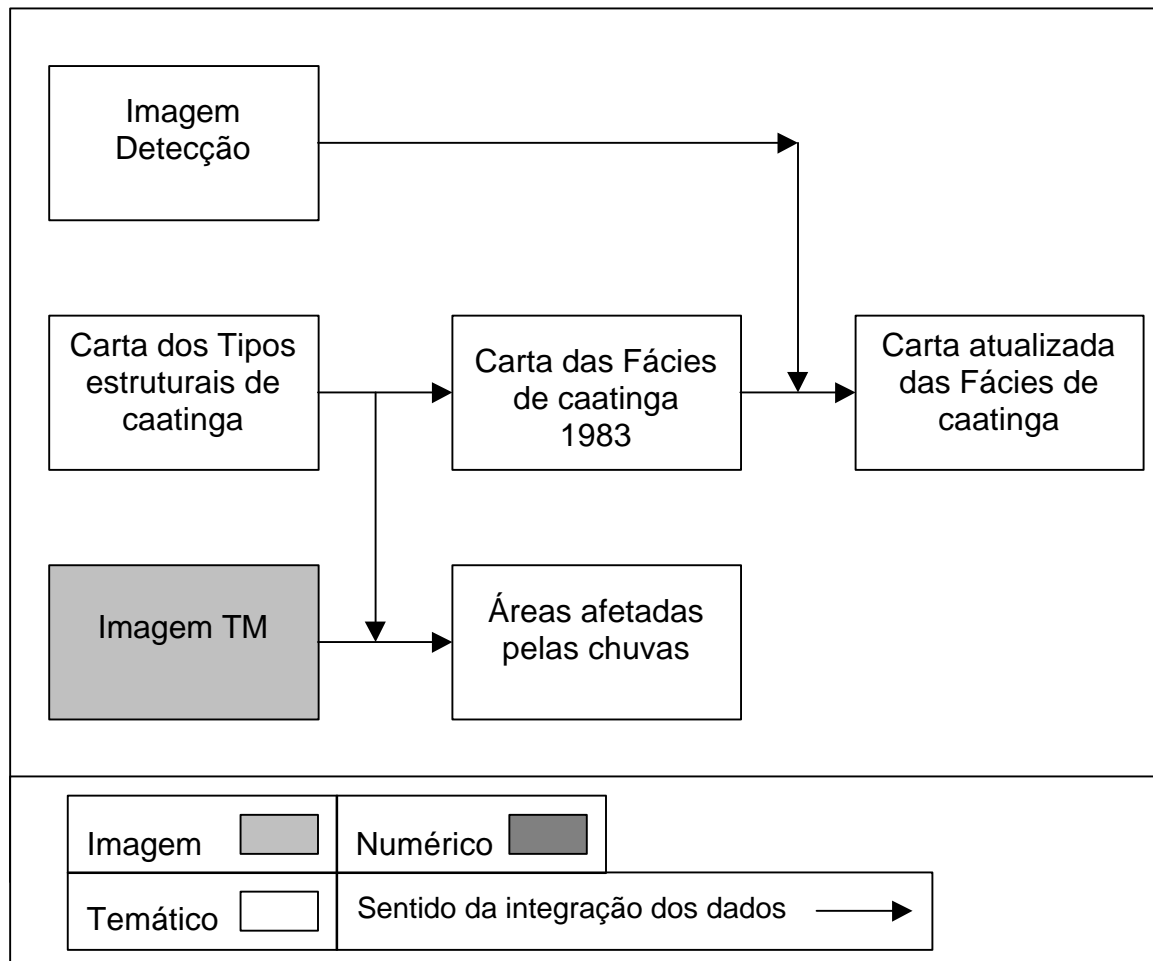 Imagem
Detecção
Carta dos Tipos
estruturais de
caatinga
Carta das Fácies
de caatinga
1983
Carta atualizada
das Fácies de
caatinga
Imagem TM
Áreas afetadas
pelas chuvas
Imagem
Numérico
Temático
Sentido da integração dos dados